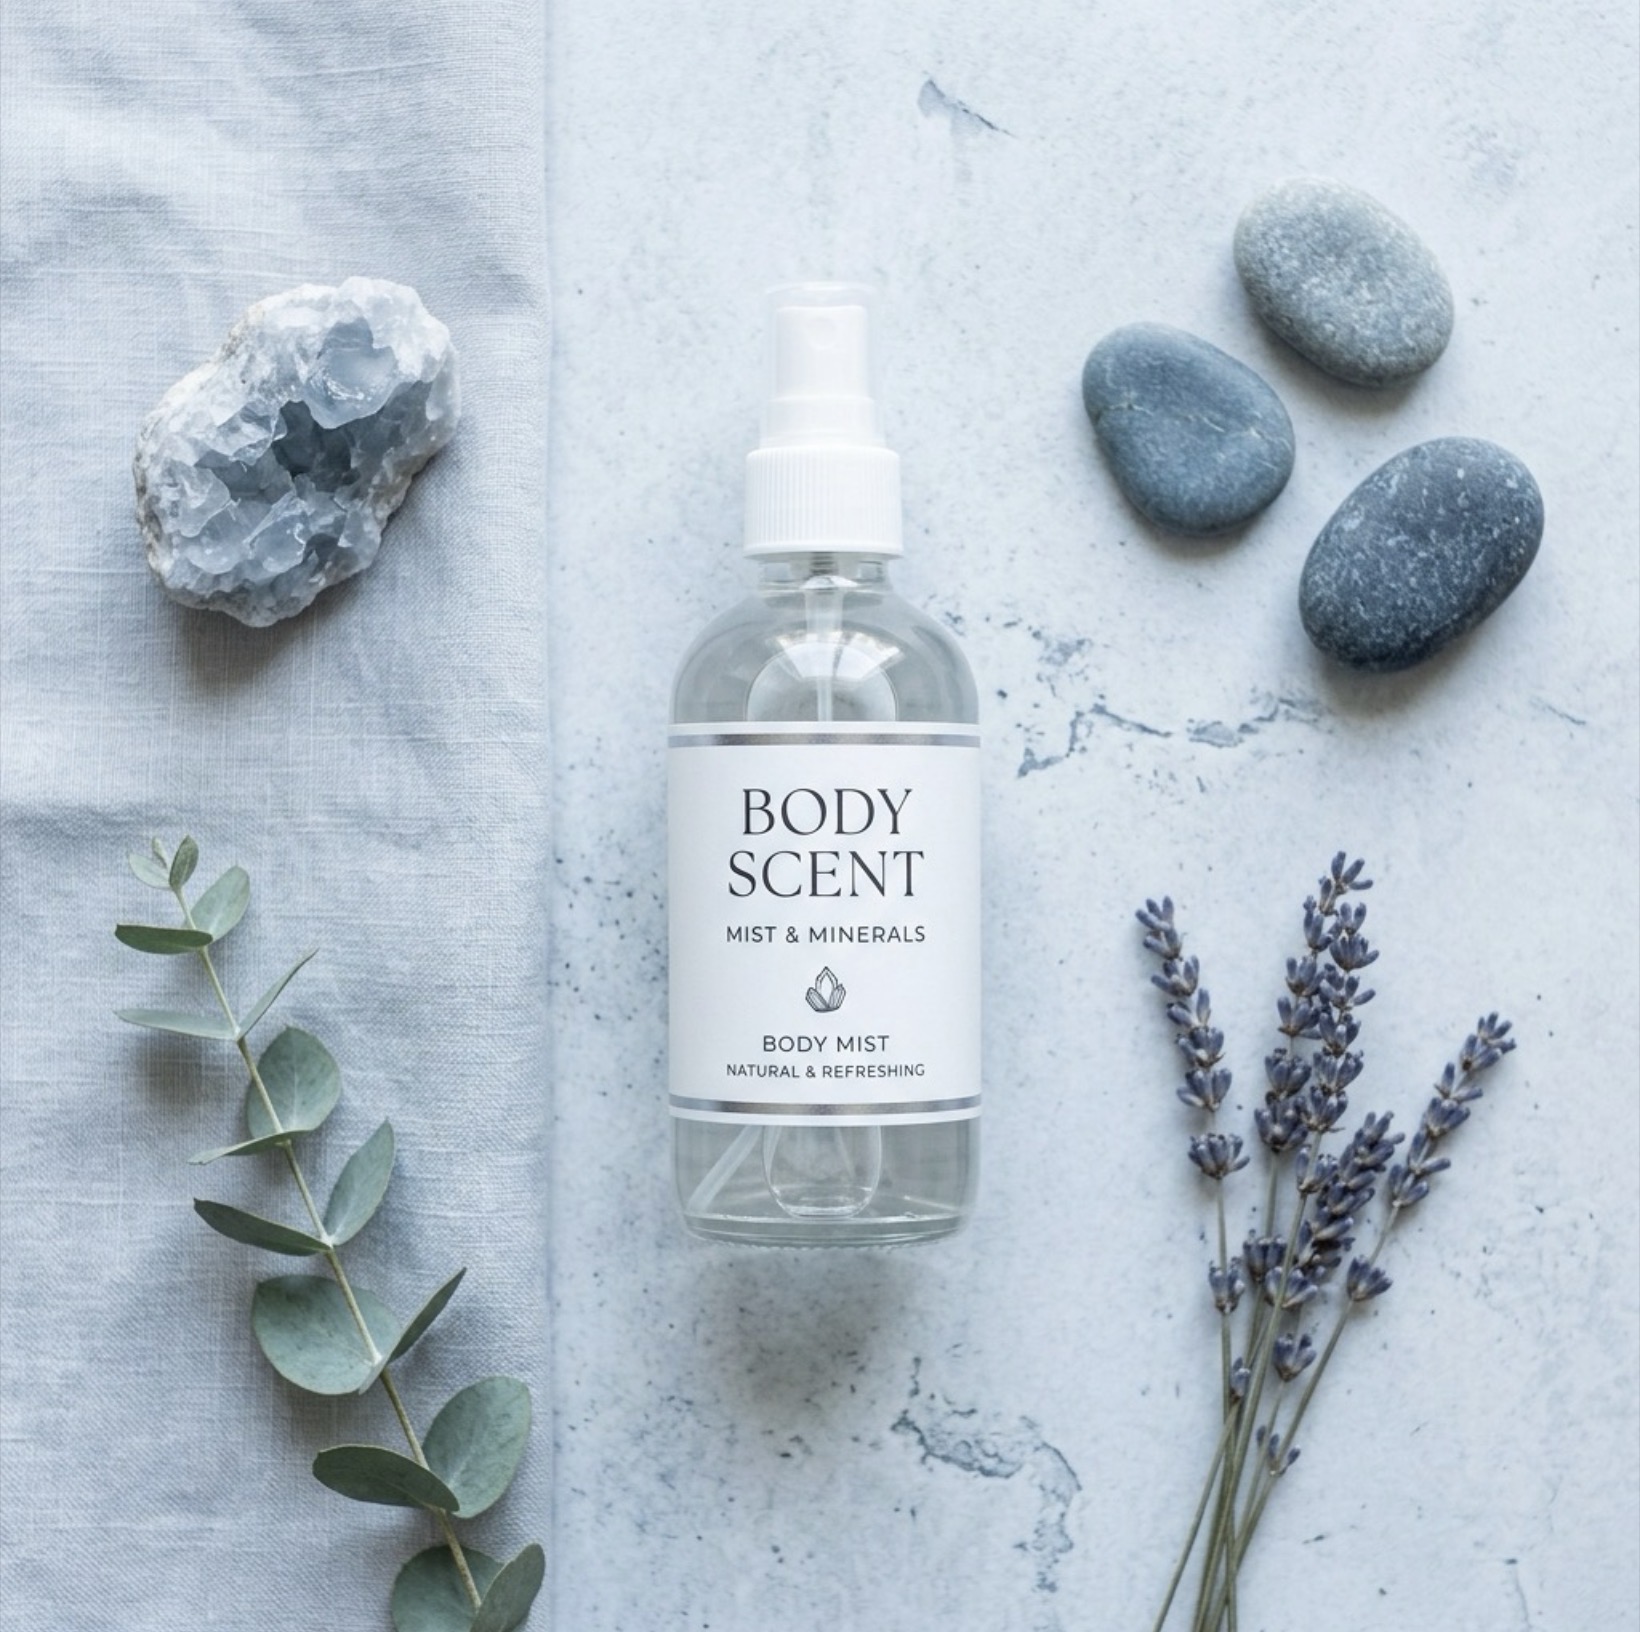 BODY
SCENT
MIST & MINERALS
BODY MIST
NATURAL & REFRESHING